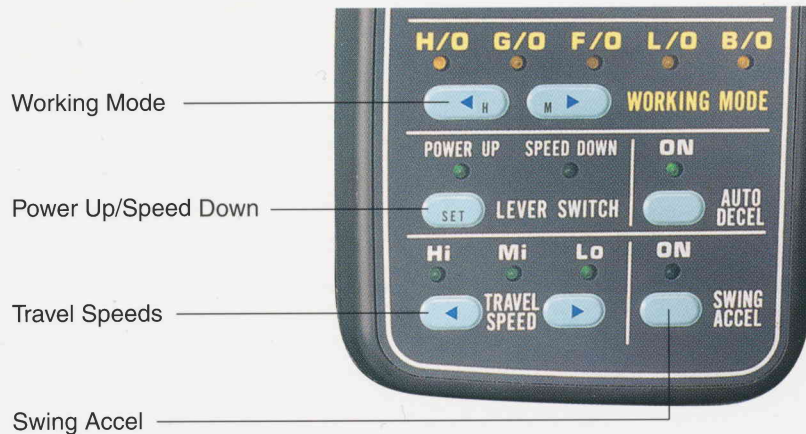 H/O G/O F/O L/O B/O
Working Mode
H M WORKING MODE
POWER UP SPEED DOWN ON
Power Up/Speed Down
SET LEVER SWITCH AUTO
DECEL
Hi Mi Lo ON
Travel Speeds
TRAVEL
SPEED
SWING
ACCEL
Swing Accel